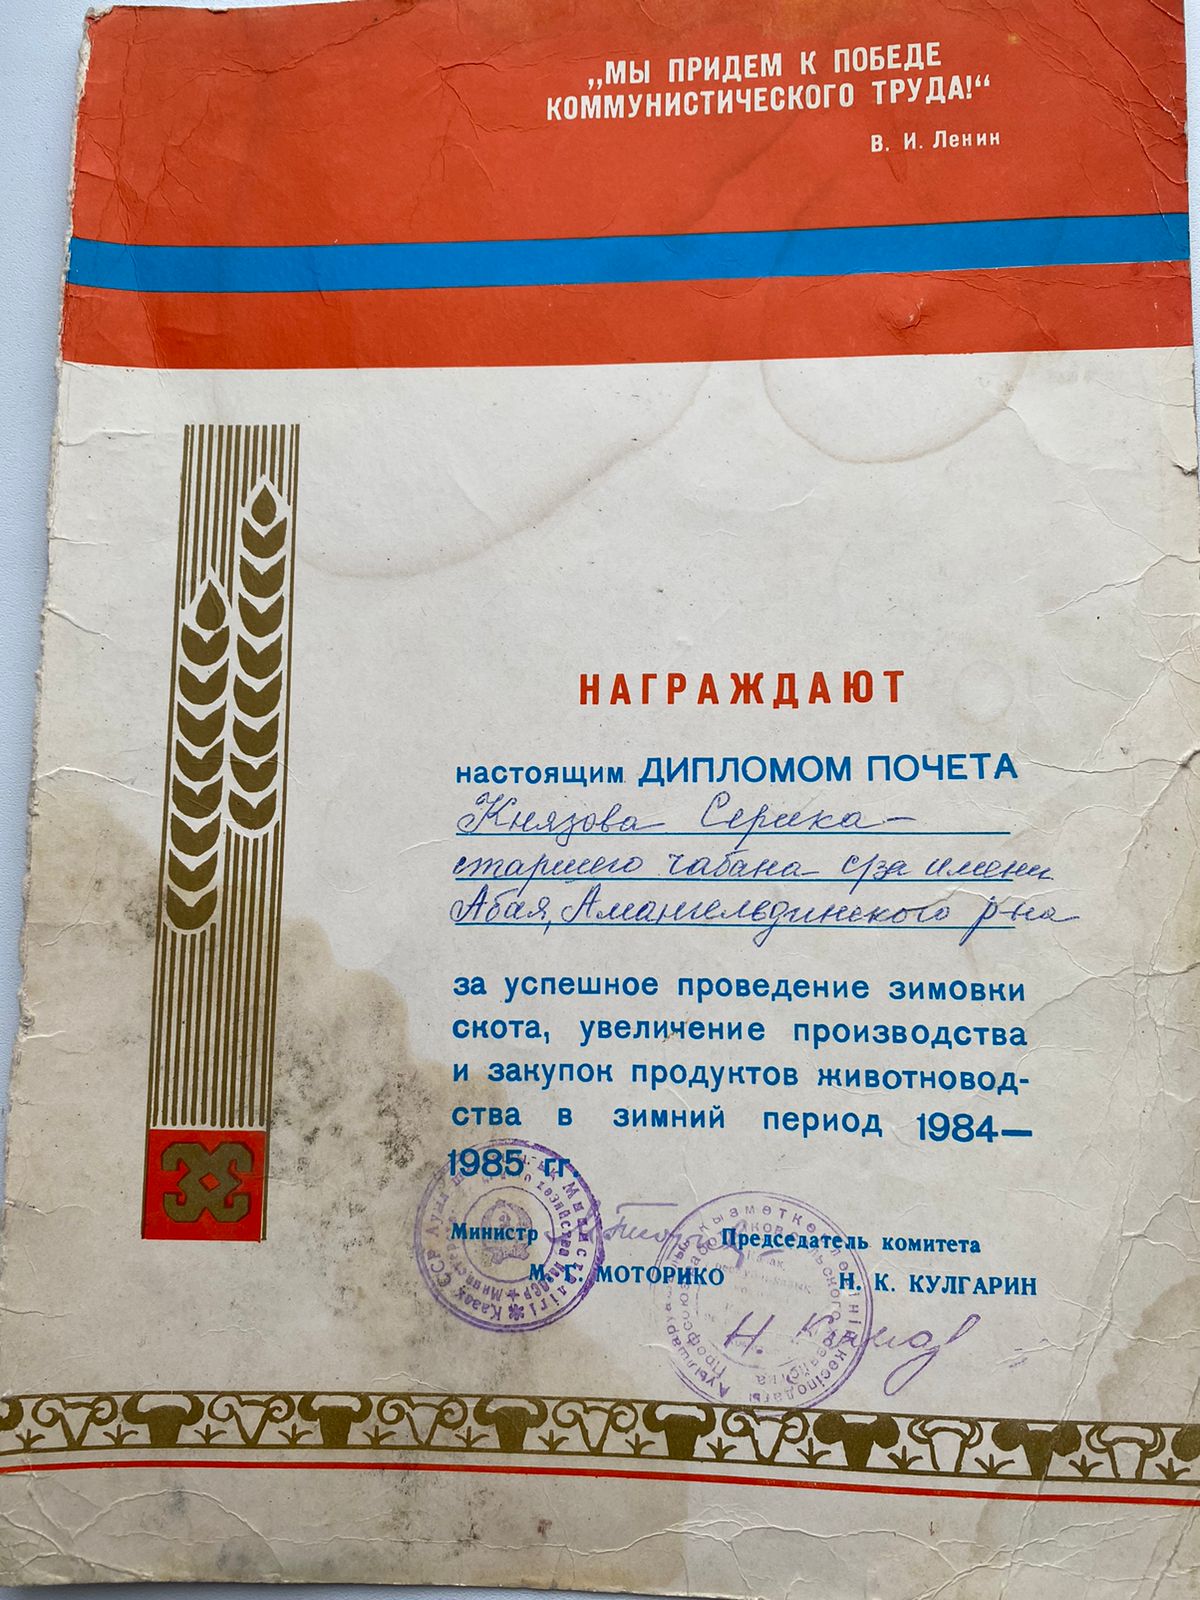 „МЫ ПРИДЕМ К ПОБЕДЕ
КОММУНИСТИЧЕСКОГО ТРУДА!“
В. И. Ленин
НАГРАЖДАЮТ
настоящим ДИПЛОМОМ ПОЧЕТА
Князова Серика –
старшего чабана с/за имени
Абая, Амангельдинского р-на
за успешное проведение зимовки
скота, увеличение производства
и закупок продуктов животновод-
ства в зимний период 1984—
1985 гг.
Министр Председатель комитета
М. Г. МОТОРИКО Н. К. КУЛГАРИН